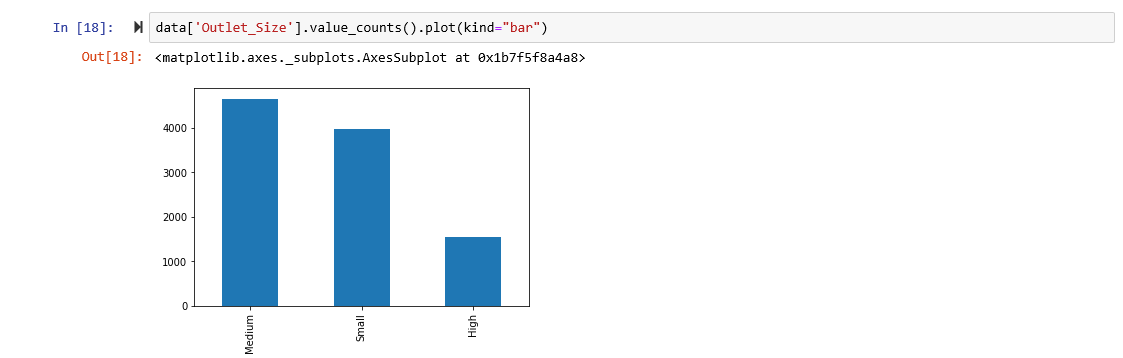 In [18]: data['Outlet_Size'].value_counts().plot(kind="bar")
Out[18]: <matplotlib.axes._subplots.AxesSubplot at 0x1b7f5f8a4a8>
4000
3000
2000
1000
0
Medium Small High